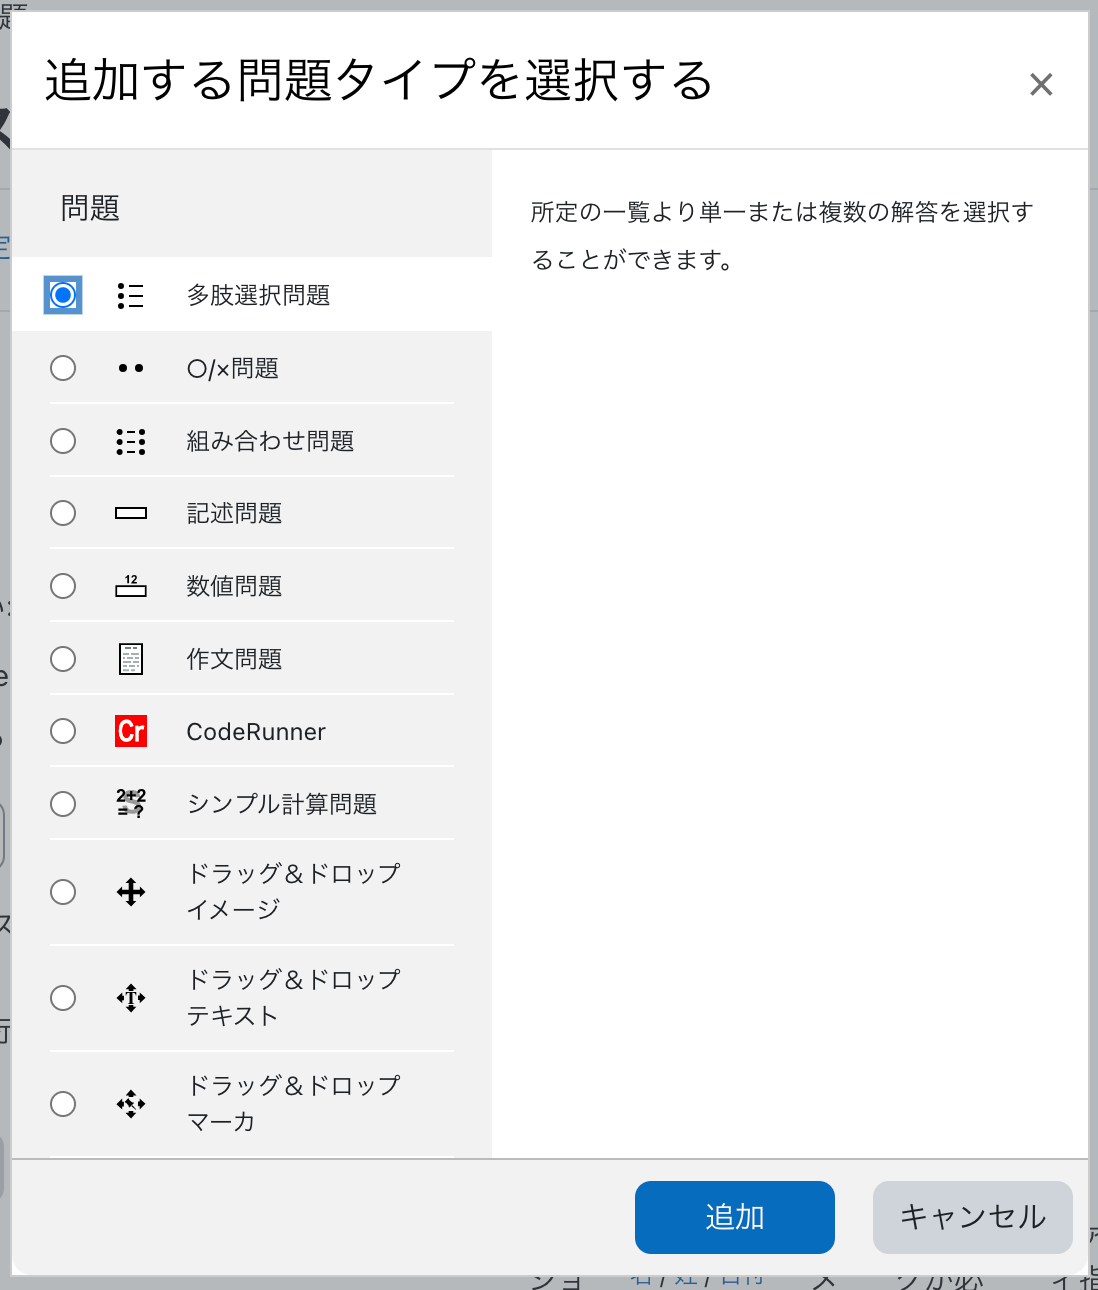 追加する問題タイプを選択する
×
問題
多肢選択問題
〇/×問題
組み合わせ問題
記述問題
12
数値問題
作文問題
Cr
CodeRunner
2+2
= ?
シンプル計算問題
ドラッグ＆ドロップ
イメージ
T
ドラッグ＆ドロップ
テキスト
ドラッグ＆ドロップ
マーカ
所定の一覧より単一または複数の解答を選択す
ることができます。
追加
キャンセル